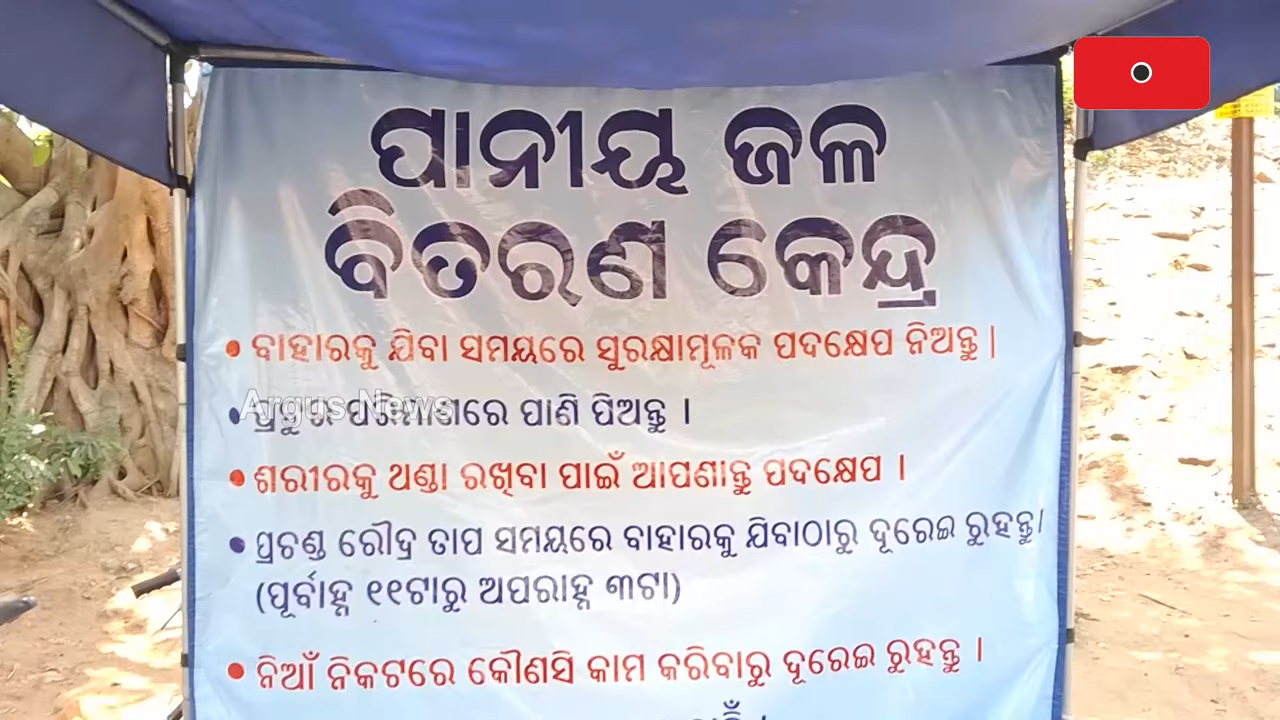 ପାନୀୟ ଜଳ
ବିତରଣ କେନ୍ଦ୍ର
• ବାହାରକୁ ଯିବା ସମୟରେ ସୁରକ୍ଷାମୂଳକ ପଦକ୍ଷେପ ନିଅନ୍ତୁ ।
Argus News
• ପ୍ରଚୁର ପରିମାଣରେ ପାଣି ପିଅନ୍ତୁ ।
• ଶରୀରକୁ ଥଣ୍ଡା ରଖିବା ପାଇଁ ଆପଣାନ୍ତୁ ପଦକ୍ଷେପ ।
• ପ୍ରଚଣ୍ଡ ରୌଦ୍ର ତାପ ସମୟରେ ବାହାରକୁ ଯିବାଠାରୁ ଦୂରେଇ ରୁହନ୍ତୁ।
(ପୂର୍ବାହ୍ନ ୧୧ଟାରୁ ଅପରାହ୍ନ ୩ଟା)
• ନିଆଁ ନିକଟରେ କୌଣସି କାମ କରିବାରୁ ଦୂରେଇ ରୁହନ୍ତୁ ।